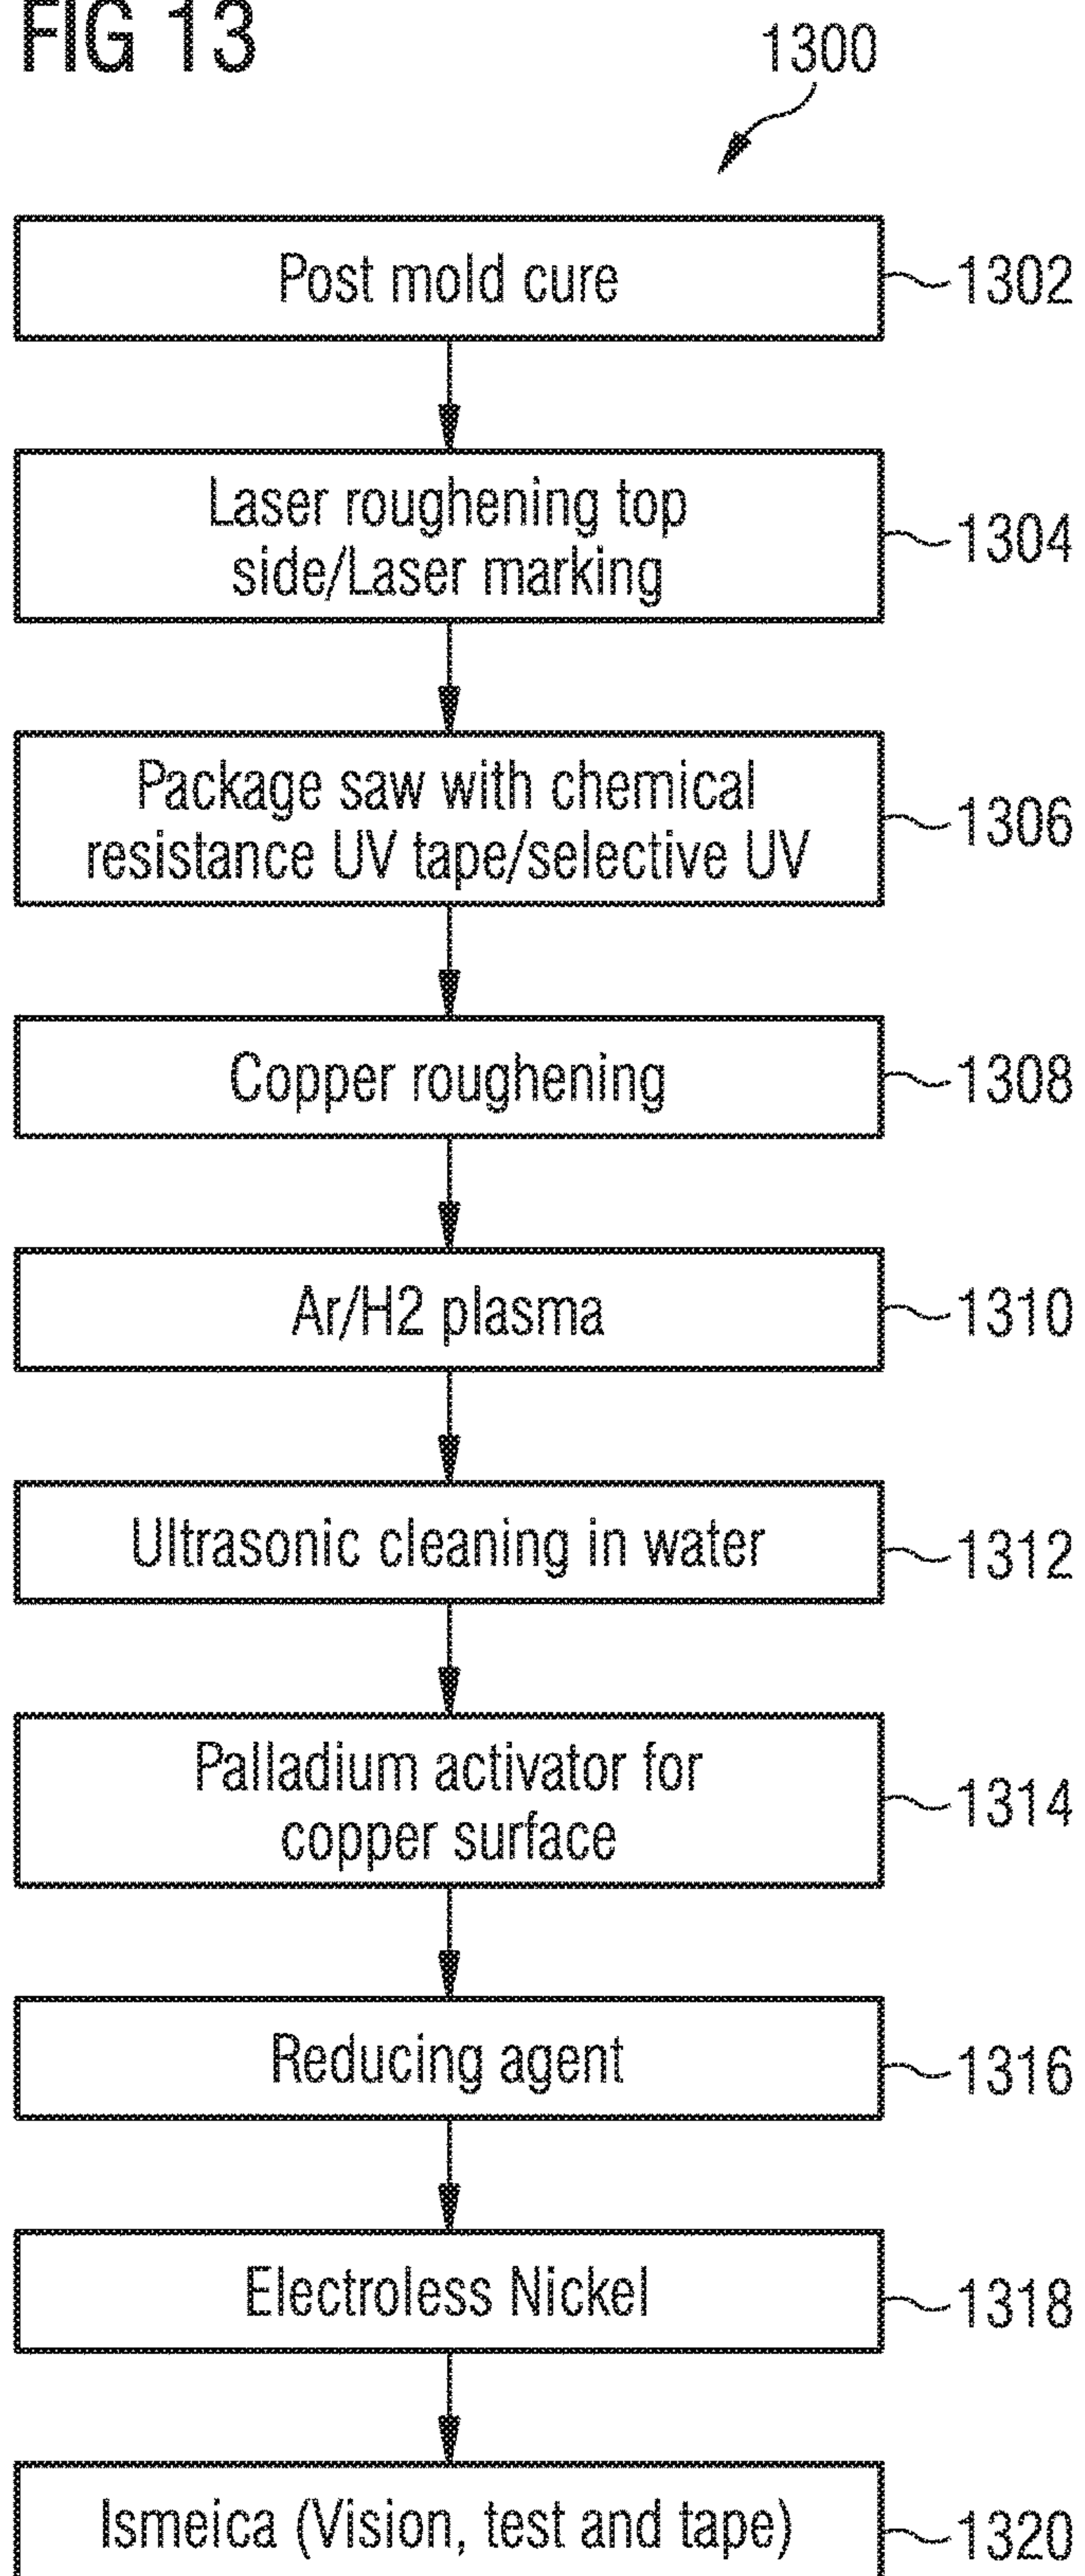 FIG 13
1300
Post mold cure
1302
Laser roughening top
side/Laser marking
1304
Package saw with chemical
resistance UV tape/selective UV
1306
Copper roughening
1308
Ar/H2 plasma
1310
Ultrasonic cleaning in water
1312
Palladium activator for
copper surface
1314
Reducing agent
1316
Electroless Nickel
1318
Ismeica (Vision, test and tape)
1320